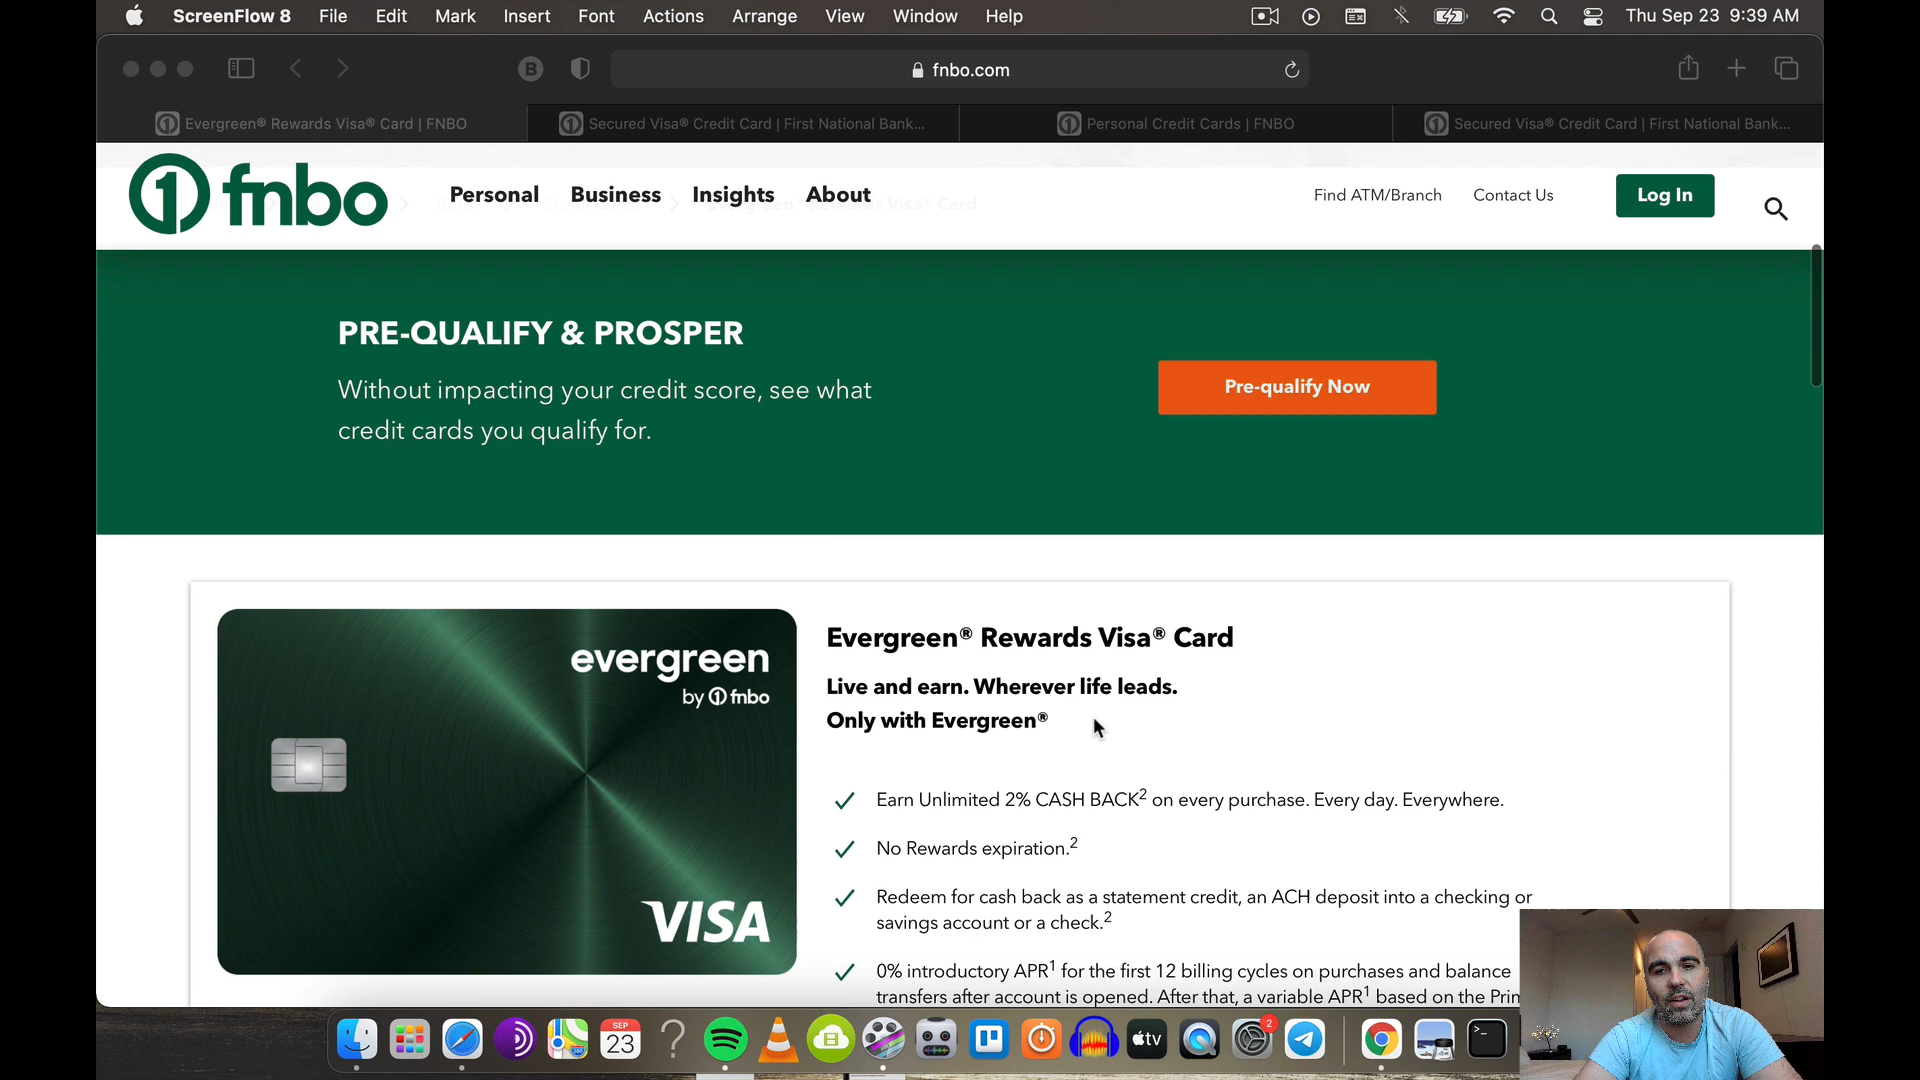 ScreenFlow 8 File Edit Mark Insert Font Actions Arrange View Window Help Thu Sep 23 9:39 AM
B fnbo.com
Evergreen® Rewards Visa® Card | FNBO Secured Visa® Credit Card | First National Bank... Personal Credit Cards | FNBO Secured Visa® Credit Card | First National Bank...
1 fnbo Personal Business Insights About Find ATM/Branch Contact Us Log In
PRE-QUALIFY & PROSPER
Without impacting your credit score, see what
credit cards you qualify for.
Pre-qualify Now
evergreen
by 1 fnbo
VISA
Evergreen® Rewards Visa® Card
Live and earn. Wherever life leads.
Only with Evergreen®
Earn Unlimited 2% CASH BACK2 on every purchase. Every day. Everywhere.
No Rewards expiration.2
Redeem for cash back as a statement credit, an ACH deposit into a checking or
savings account or a check.2
0% introductory APR1 for the first 12 billing cycles on purchases and balance
transfers after account is opened. After that, a variable APR1 based on the Prin
SEP
23
?
tv
2